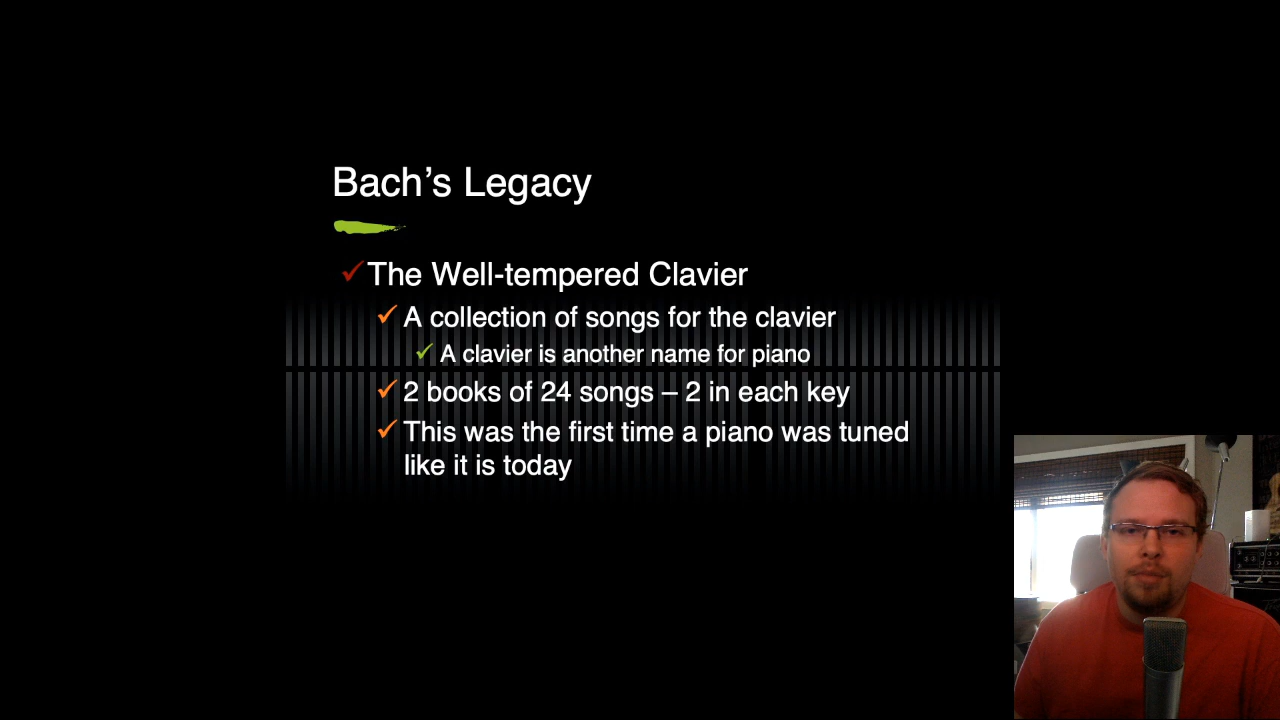 Bach’s Legacy
The Well-tempered Clavier
A collection of songs for the clavier
A clavier is another name for piano
2 books of 24 songs – 2 in each key
This was the first time a piano was tuned
like it is today